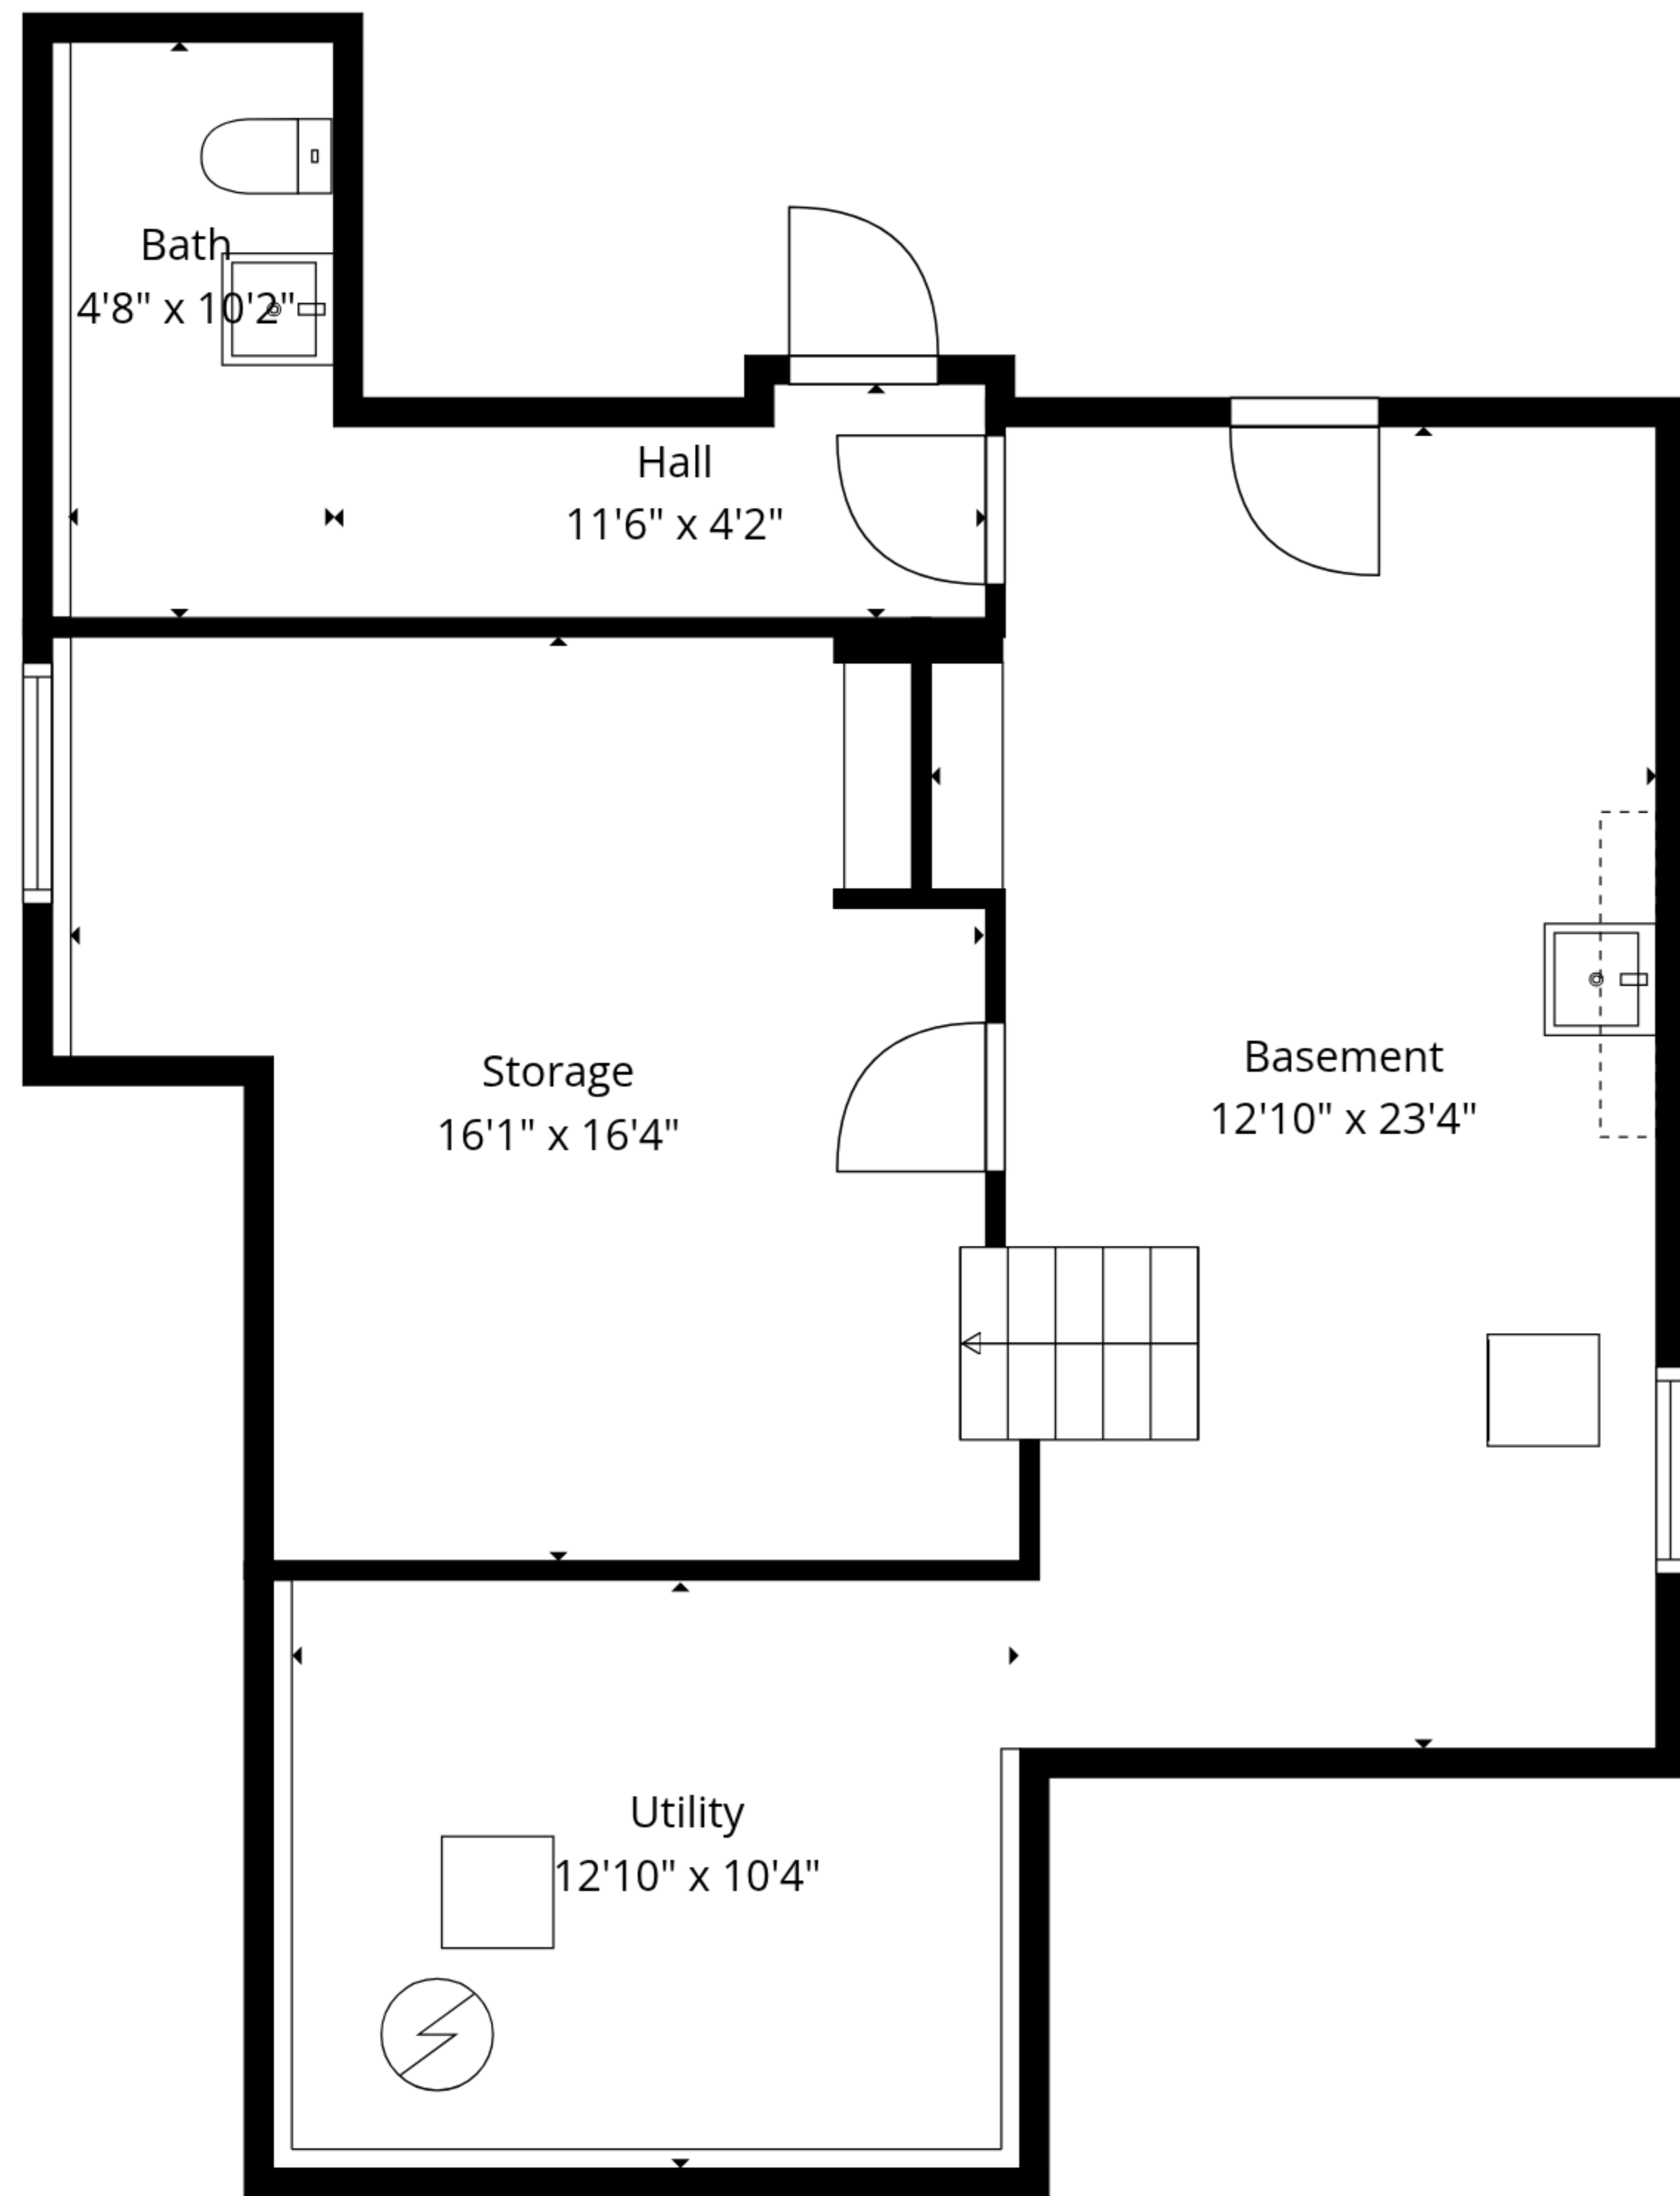 Bath
4'8" x 10'2"
Hall
11'6" x 4'2"
Storage
16'1" x 16'4"
Basement
12'10" x 23'4"
Utility
12'10" x 10'4"